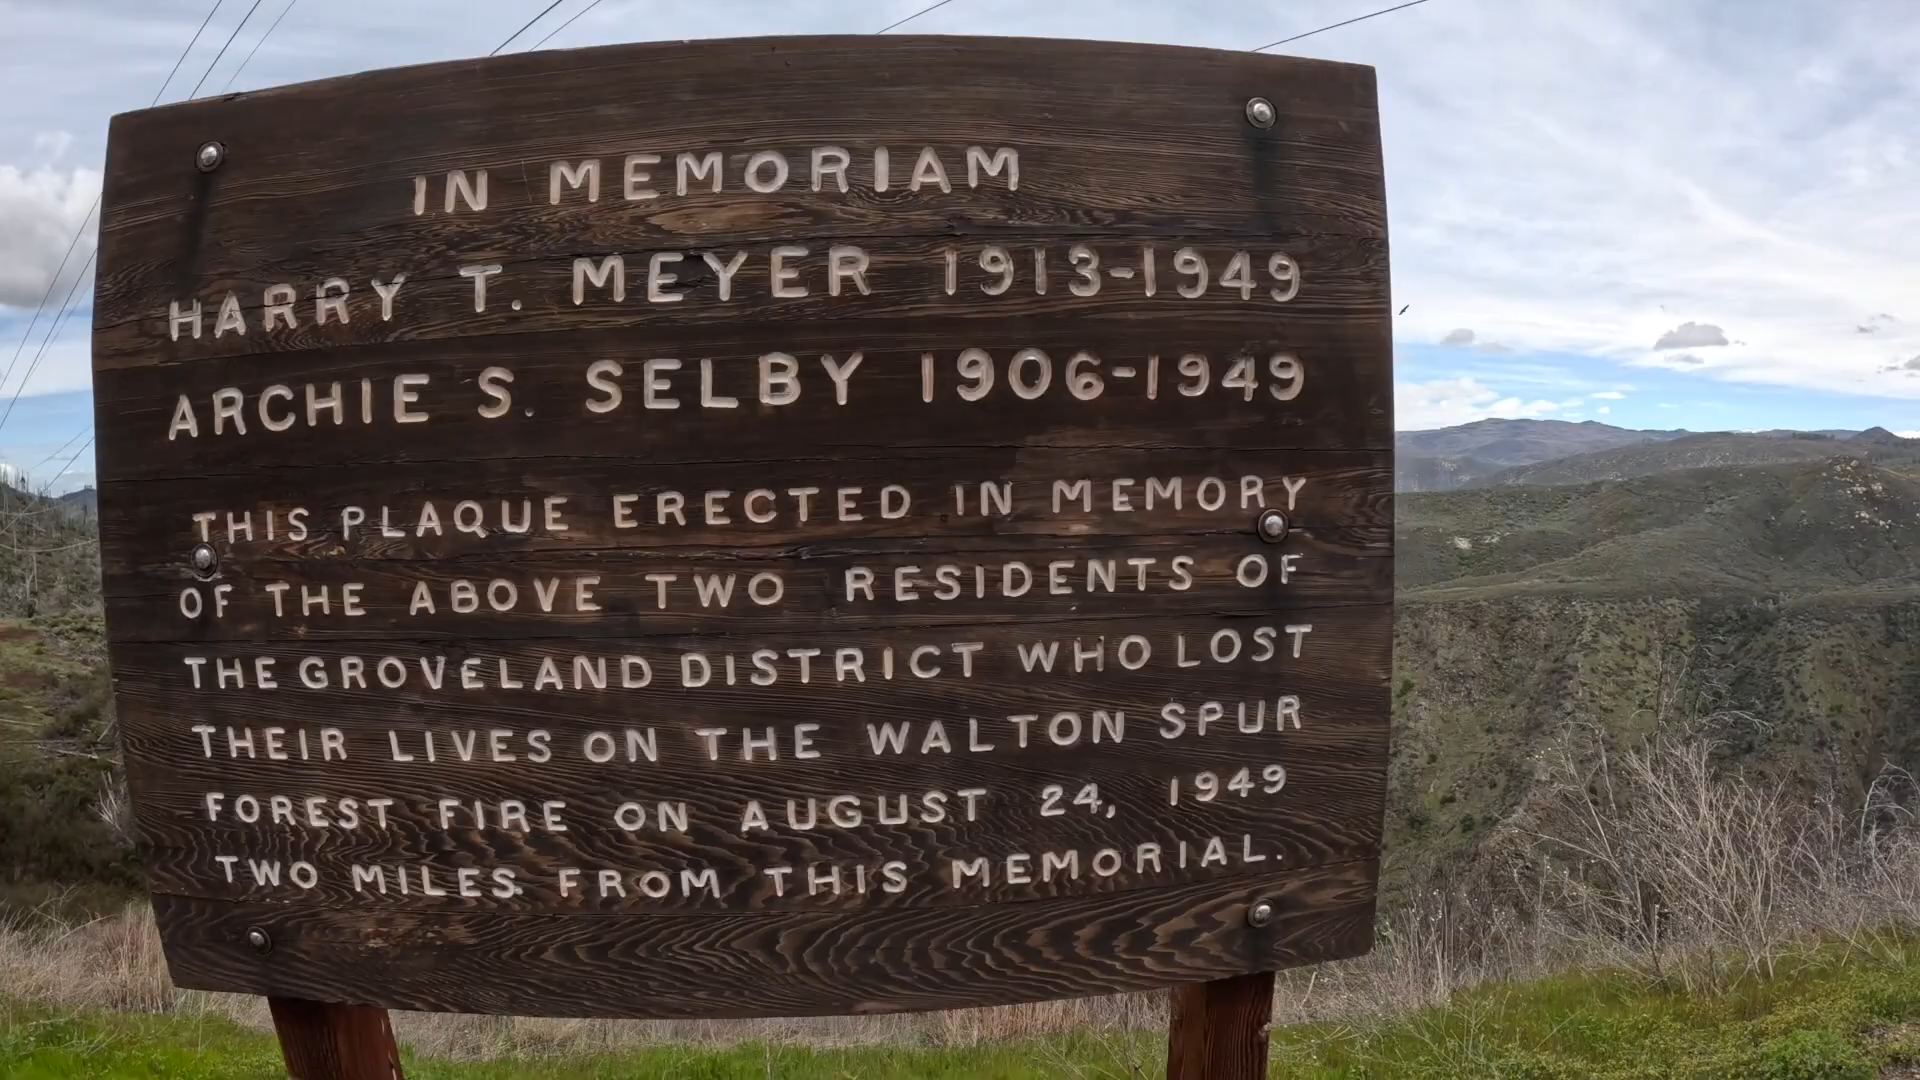 IN MEMORIAM
HARRY T. MEYER 1913-1949
ARCHIE S. SELBY 1906-1949
THIS PLAQUE ERECTED IN MEMORY
OF THE ABOVE TWO RESIDENTS OF
THE GROVELAND DISTRICT WHO LOST
THEIR LIVES ON THE WALTON SPUR
FOREST FIRE ON AUGUST 24, 1949
TWO MILES FROM THIS MEMORIAL.